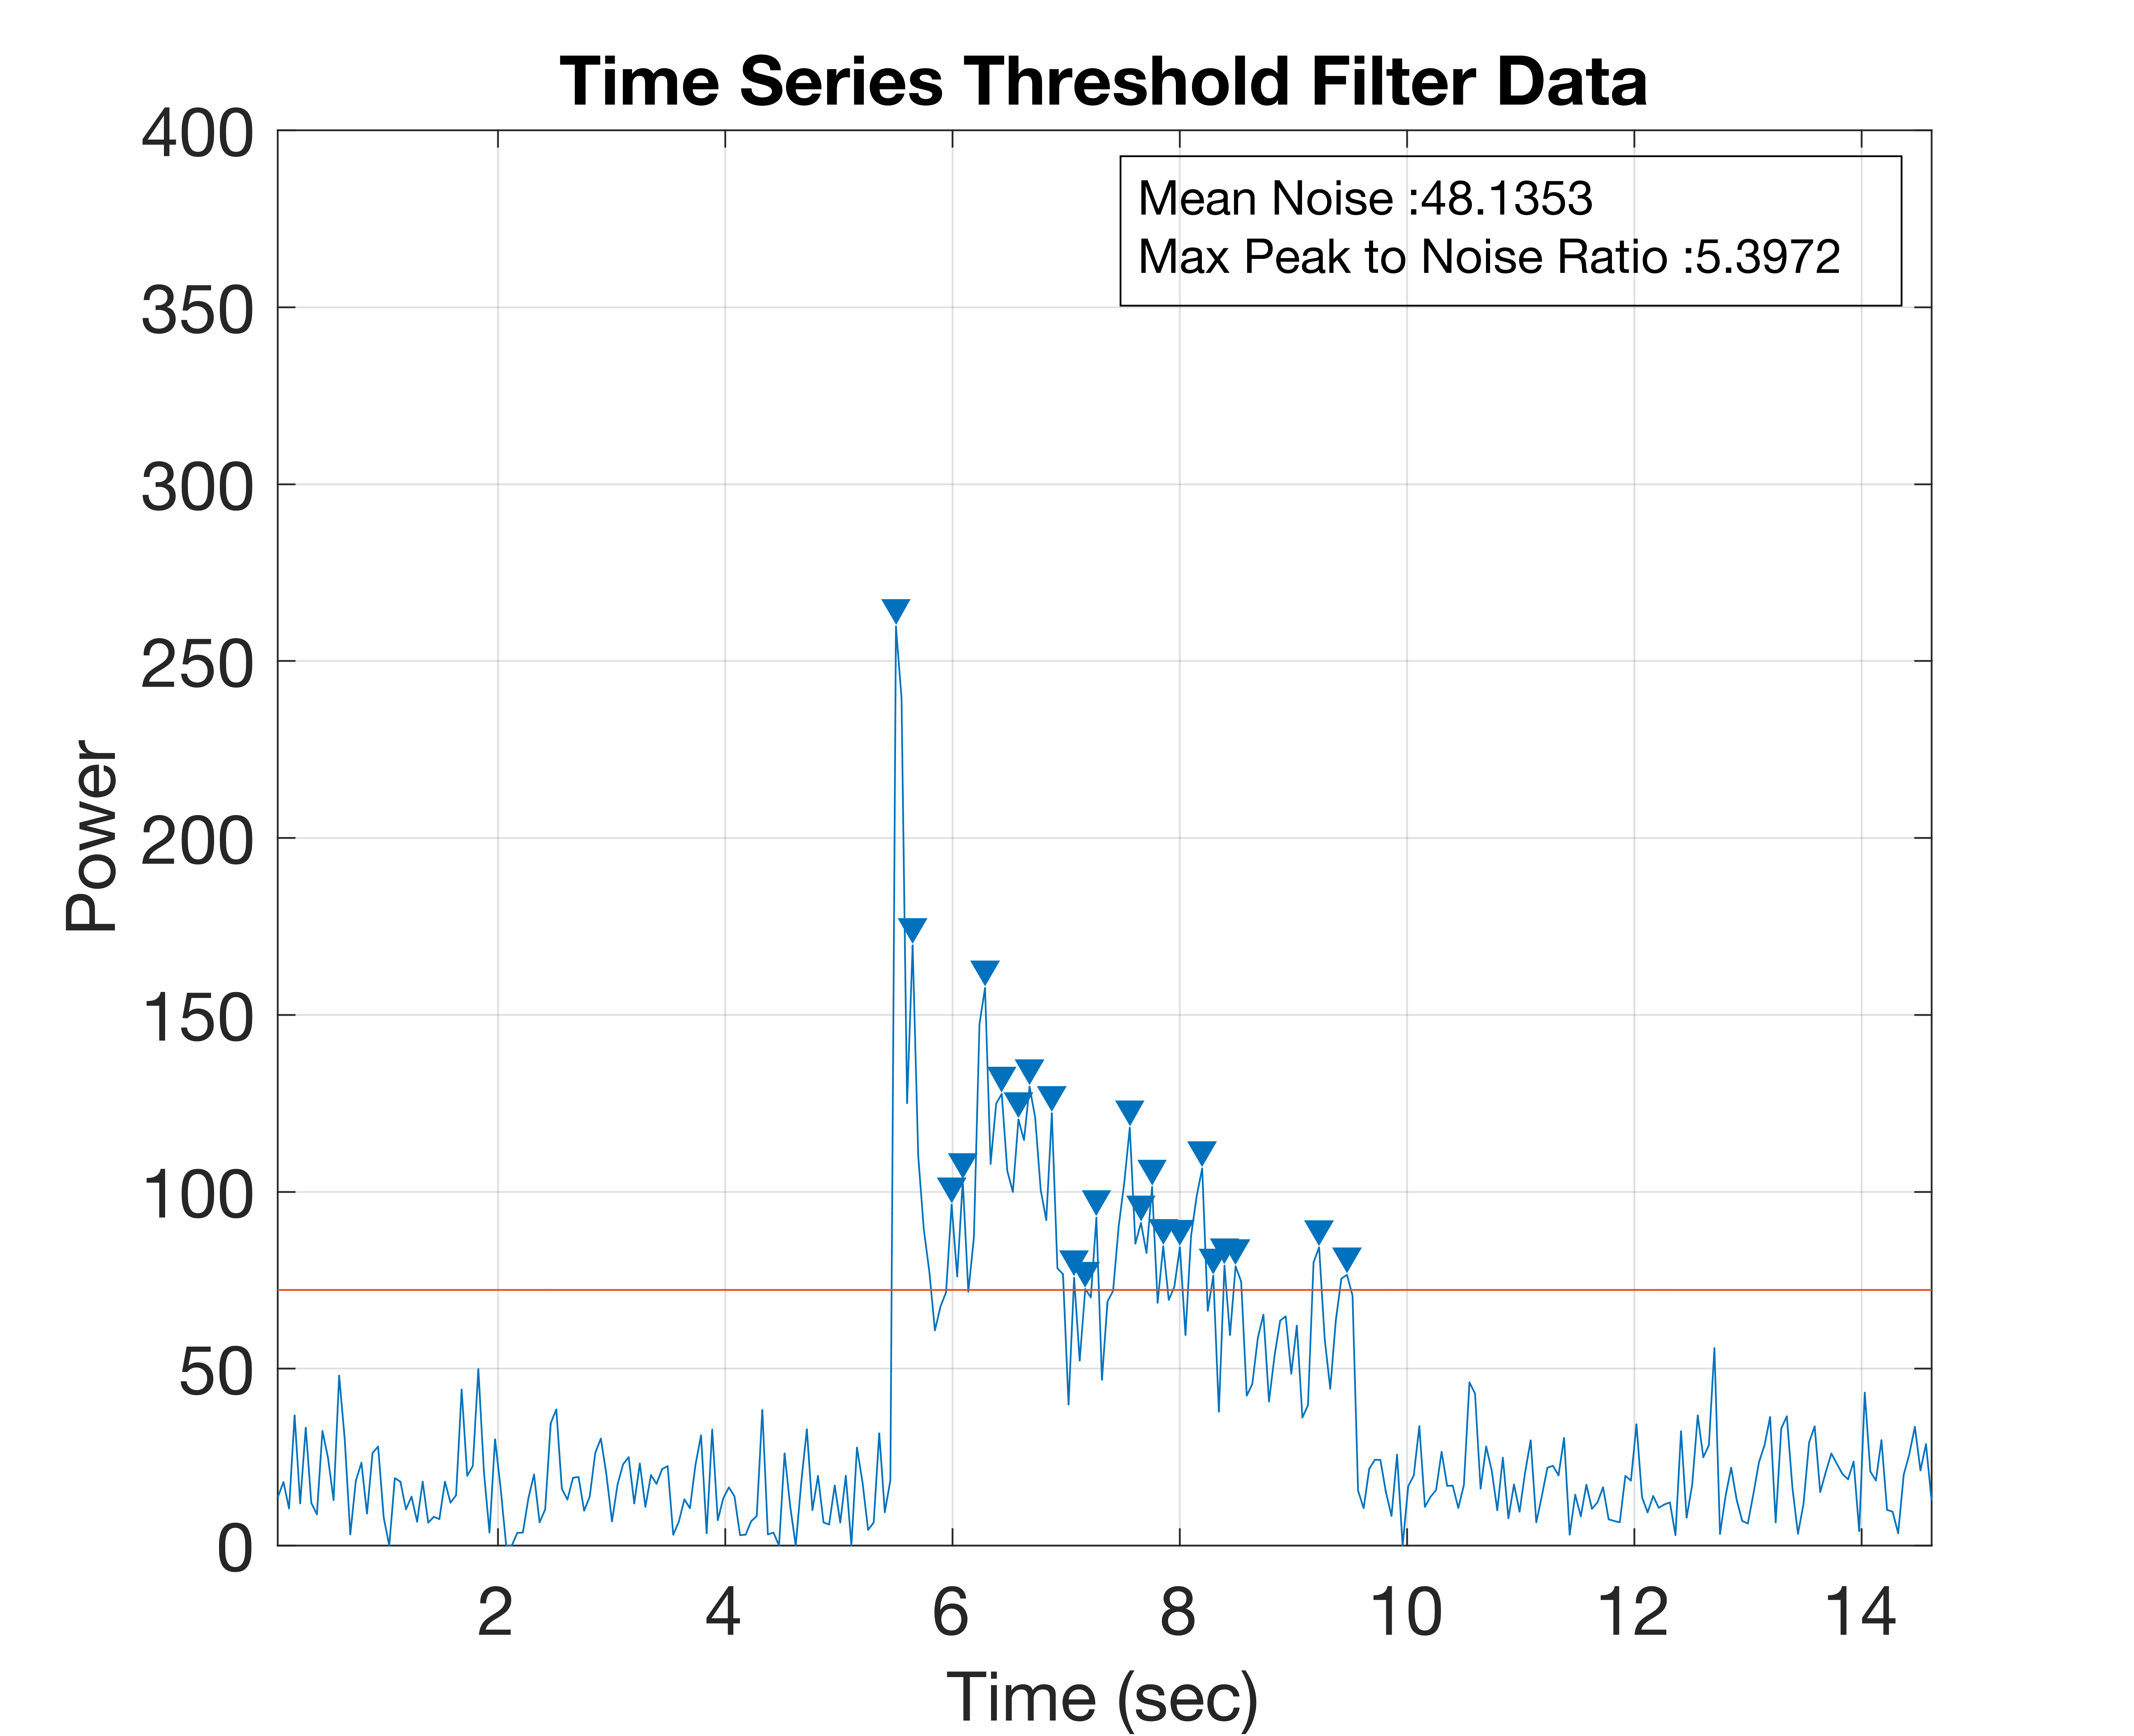 Time Series Threshold Filter Data
Mean Noise :48.1353
Max Peak to Noise Ratio :5.3972
400
350
300
250
200
150
100
50
0
Power
2 4 6 8 10 12 14
Time (sec)